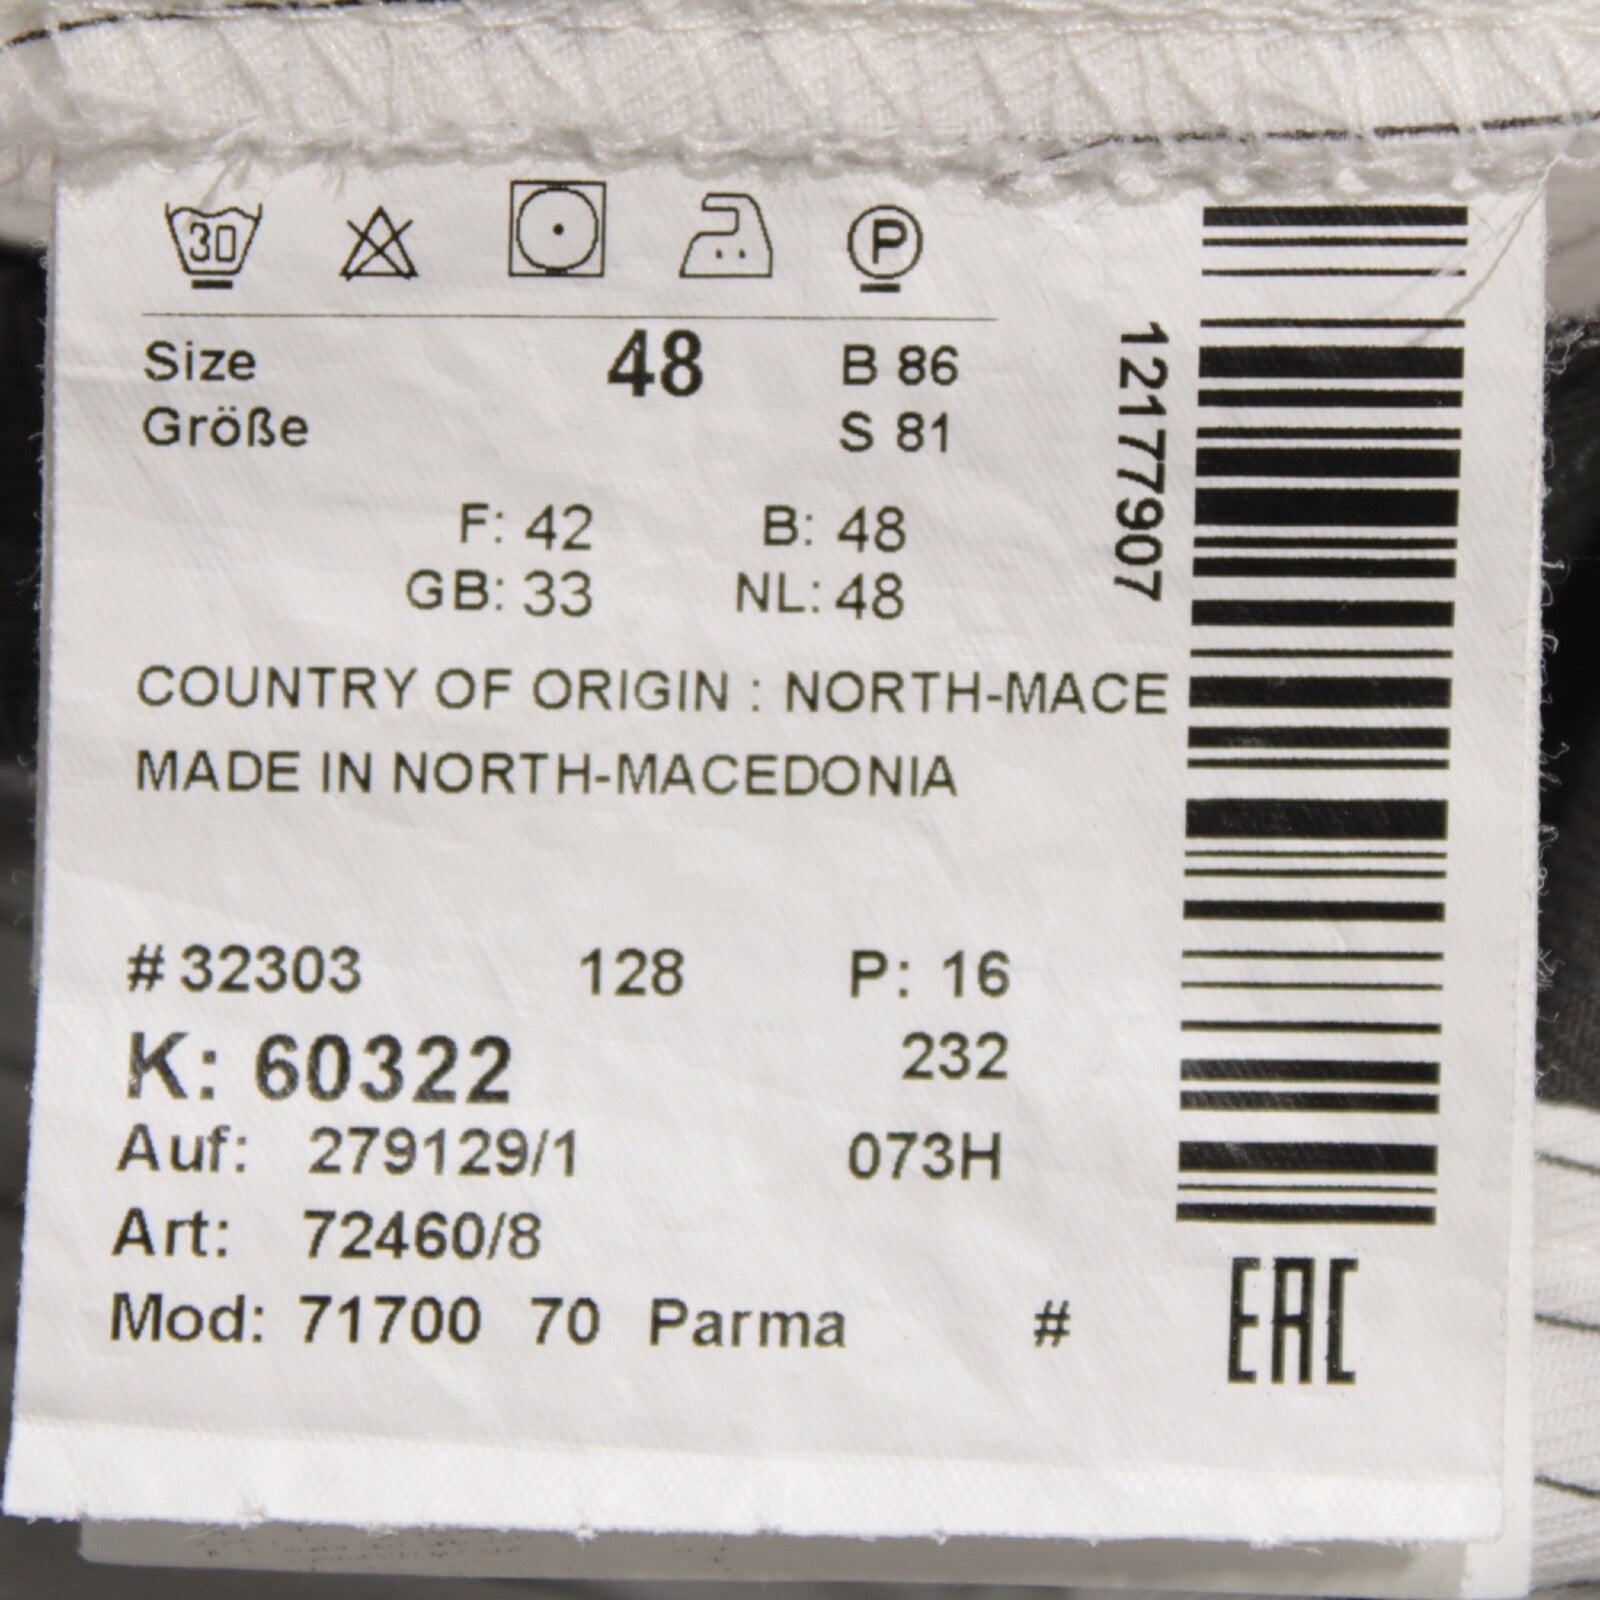 30
P
Size 48 B 86
Größe S 81
F: 42 B: 48
GB: 33 NL: 48
COUNTRY OF ORIGIN : NORTH-MACE
MADE IN NORTH-MACEDONIA
#32303 128 P: 16
K: 60322 232
Auf: 279129/1 073H
Art: 72460/8
Mod: 71700 70 Parma #
12177907
EAC